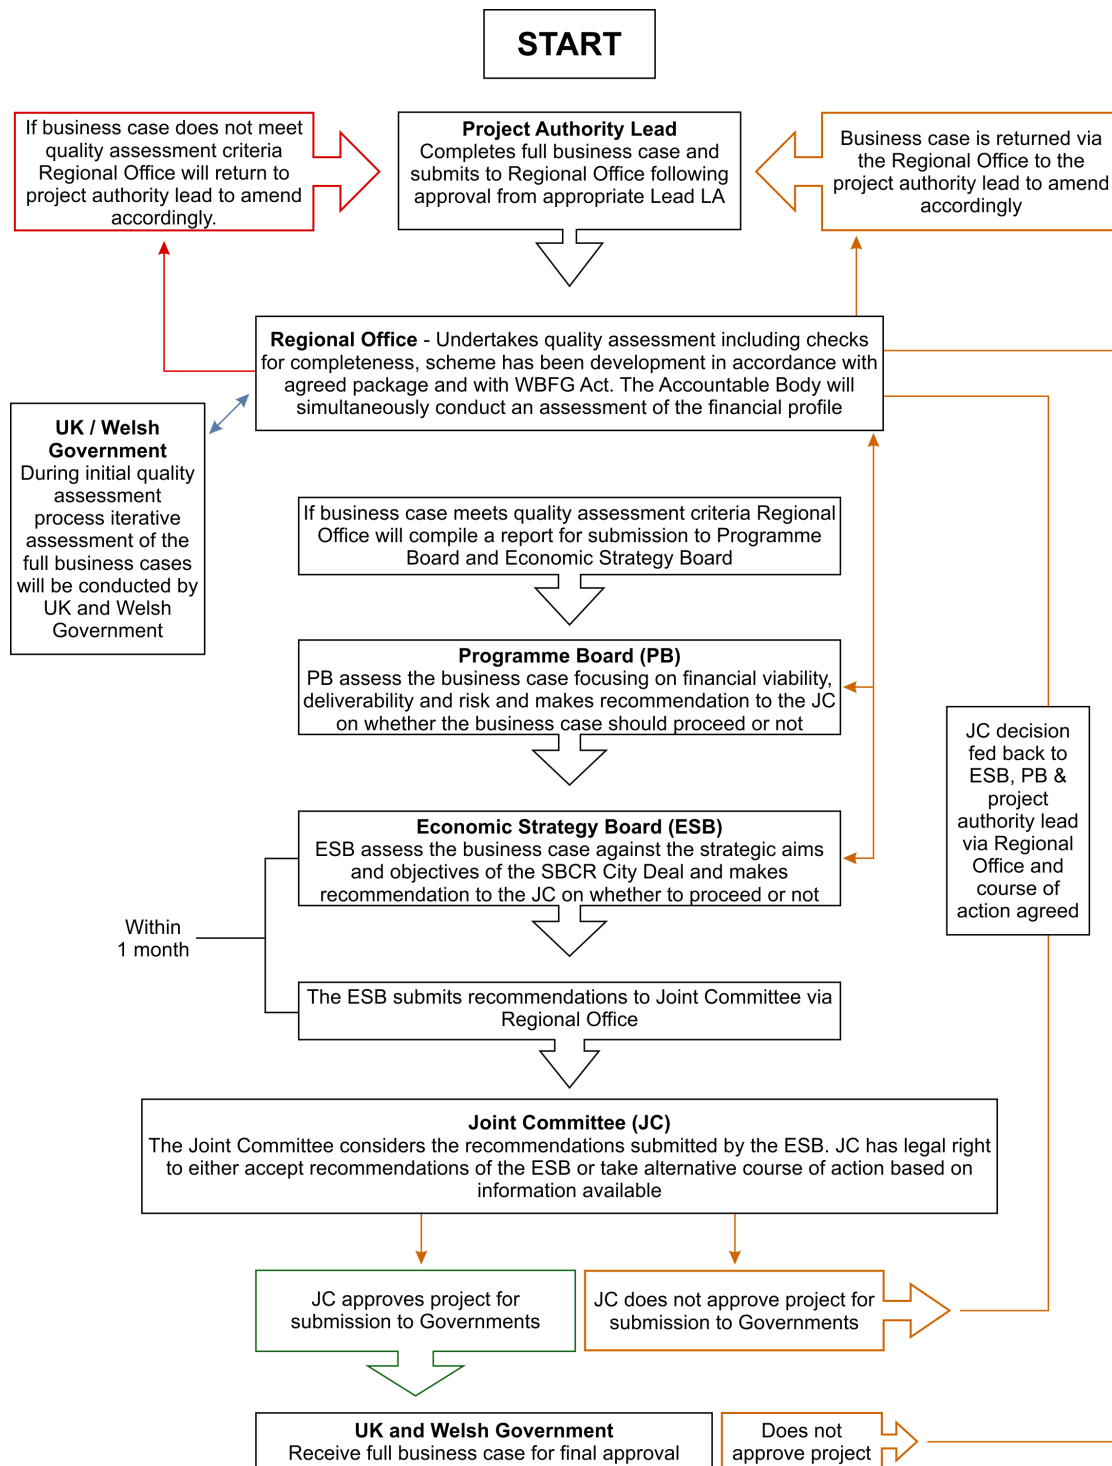 START
If business case does not meet
quality assessment criteria
Regional Office will return to
project authority lead to amend
accordingly.
Project Authority Lead
Completes full business case and
submits to Regional Office following
approval from appropriate Lead LA
Business case is returned via
the Regional Office to the
project authority lead to amend
accordingly
Regional Office - Undertakes quality assessment including checks
for completeness, scheme has been development in accordance with
agreed package and with WBFG Act. The Accountable Body will
simultaneously conduct an assessment of the financial profile
UK / Welsh
Government
During initial quality
assessment
process iterative
assessment of the
full business cases
will be conducted by
UK and Welsh
Government
If business case meets quality assessment criteria Regional
Office will compile a report for submission to Programme
Board and Economic Strategy Board
Programme Board (PB)
PB assess the business case focusing on financial viability,
deliverability and risk and makes recommendation to the JC
on whether the business case should proceed or not
JC decision
fed back to
ESB, PB &
project
authority lead
via Regional
Office and
course of
action agreed
Economic Strategy Board (ESB)
ESB assess the business case against the strategic aims
and objectives of the SBCR City Deal and makes
recommendation to the JC on whether to proceed or not
Within
1 month
The ESB submits recommendations to Joint Committee via
Regional Office
Joint Committee (JC)
The Joint Committee considers the recommendations submitted by the ESB. JC has legal right
to either accept recommendations of the ESB or take alternative course of action based on
information available
JC approves project for
submission to Governments
JC does not approve project for
submission to Governments
UK and Welsh Government
Receive full business case for final approval
Does not
approve project